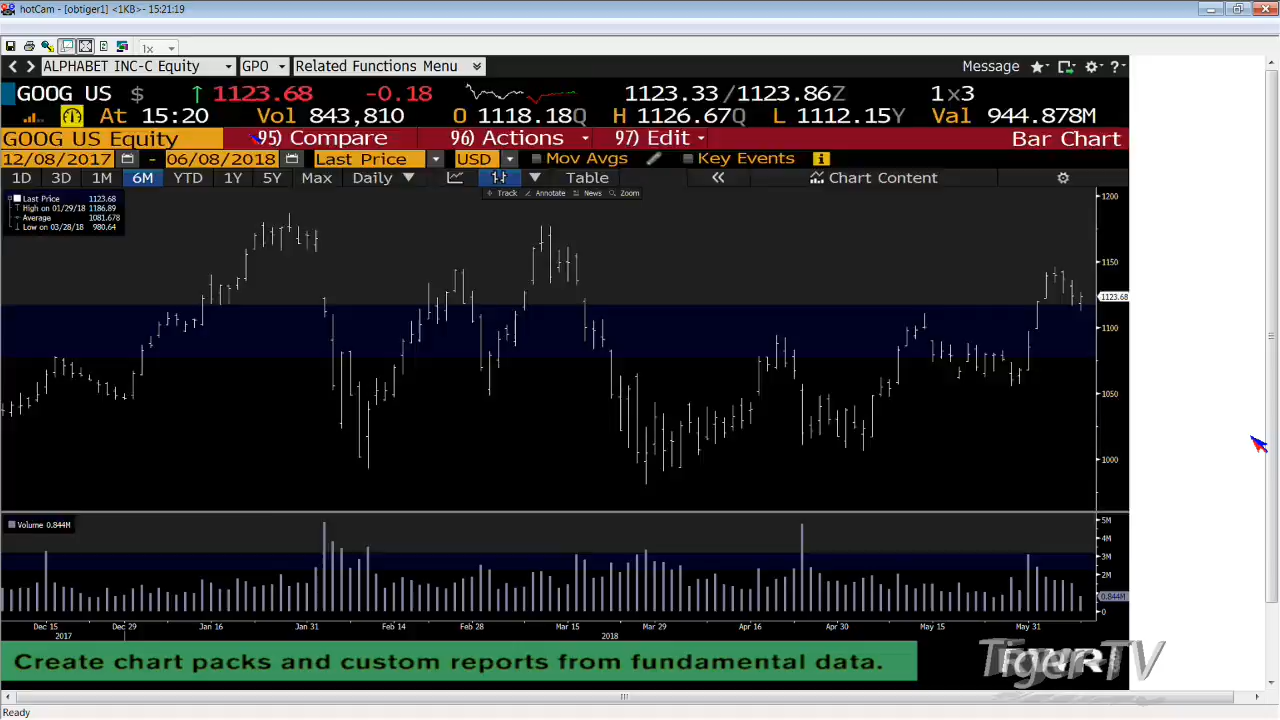 hotCam - [obtiger1] <1KB> - 15:21:19
1x
ALPHABET INC-C Equity GPO Related Functions Menu Message ?
GOOG US $ ↑ 1123.68 -0.18 1123.33/1123.86Z 1x3
At 15:20 Vol 843,810 O 1118.18Q H 1126.67Q L 1112.15Y Val 944.878M
GOOG US Equity 95) Compare 96) Actions 97) Edit Bar Chart
12/08/2017 - 06/08/2018 Last Price USD Mov Avgs Key Events
1D 3D 1M 6M YTD 1Y 5Y Max Daily ▼ Table « Chart Content
Track Annotate News Zoom
Last Price 1123.68
High on 01/29/18 1186.89
Average 1081.678
Low on 03/28/18 980.64
1200
1150
1123.68
1100
1050
1000
Volume 0.844M
5M
4M
3M
2M
0.844M
0
Dec 15 Dec 29 Jan 16 Jan 31 Feb 14 Feb 28 Mar 15 Mar 29 Apr 16 Apr 30 May 15 May 31
2017 2018
Create chart packs and custom reports from fundamental data.
TigerTV
Ready